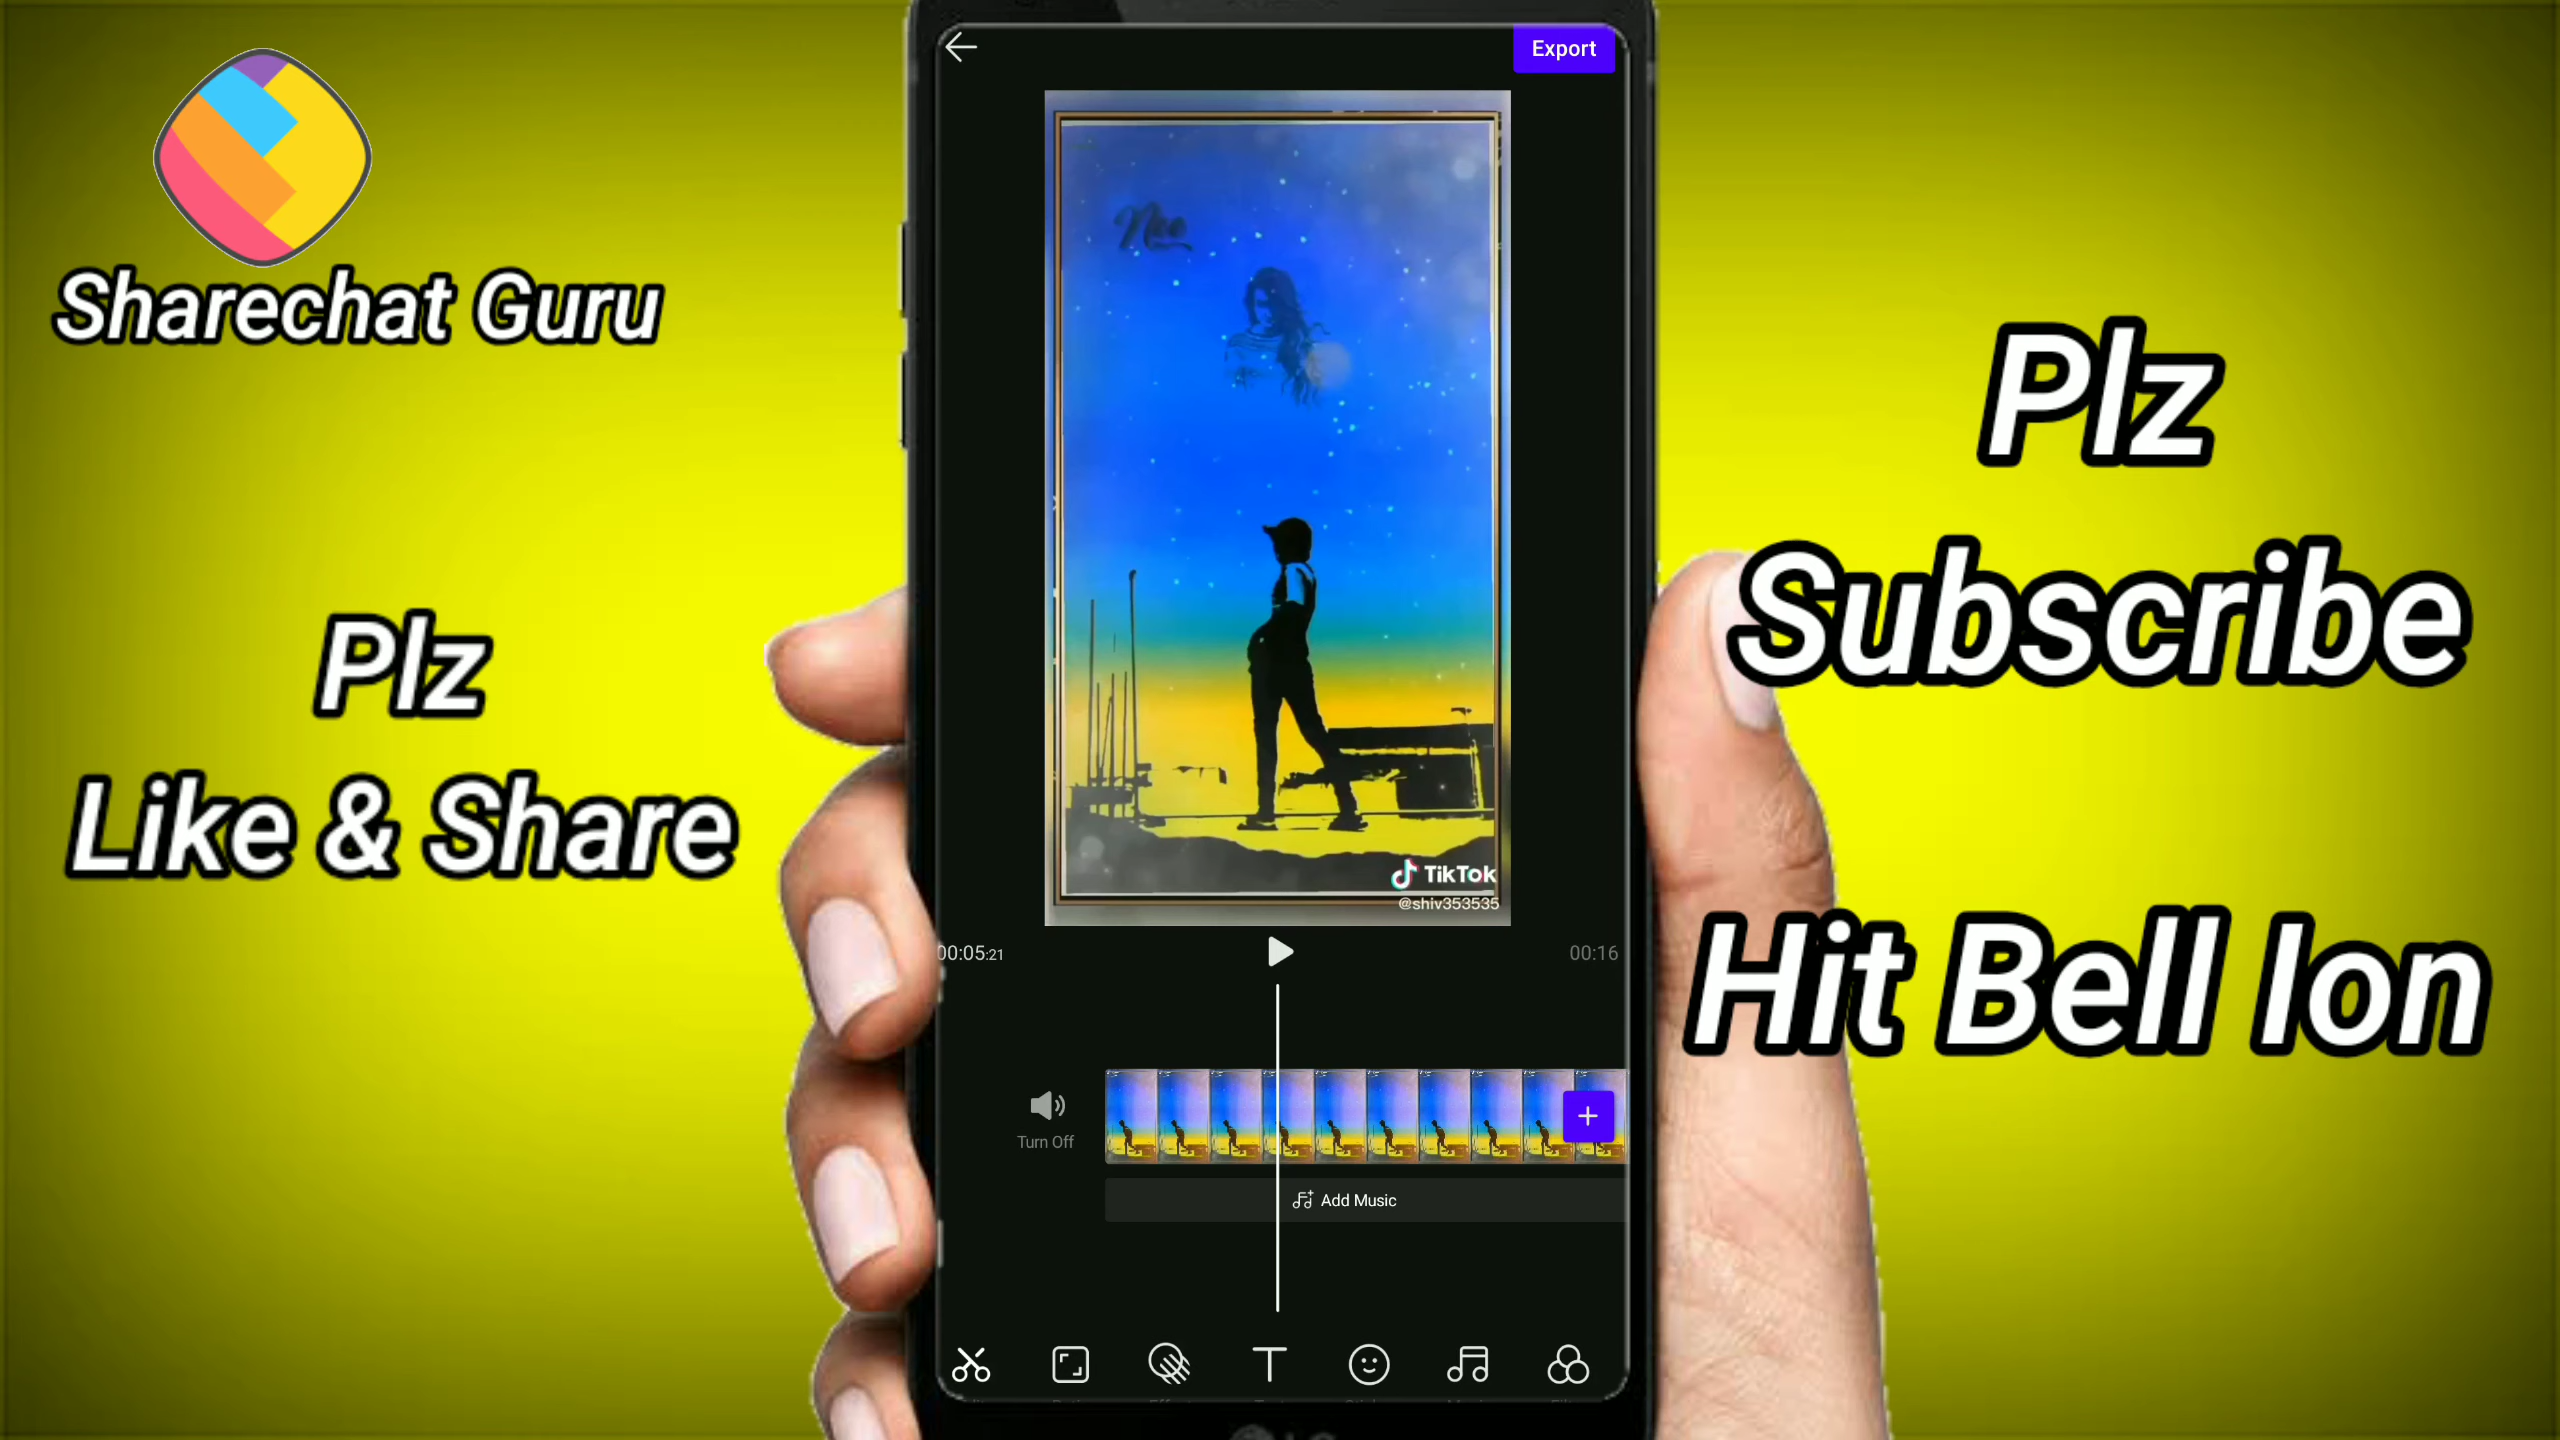 Sharechat Guru
Plz
Like & Share
Export
TikTok
@shiv353535
00:05:21
00:16
Turn Off
Add Music
Plz
Subscribe
Hit Bell Ion